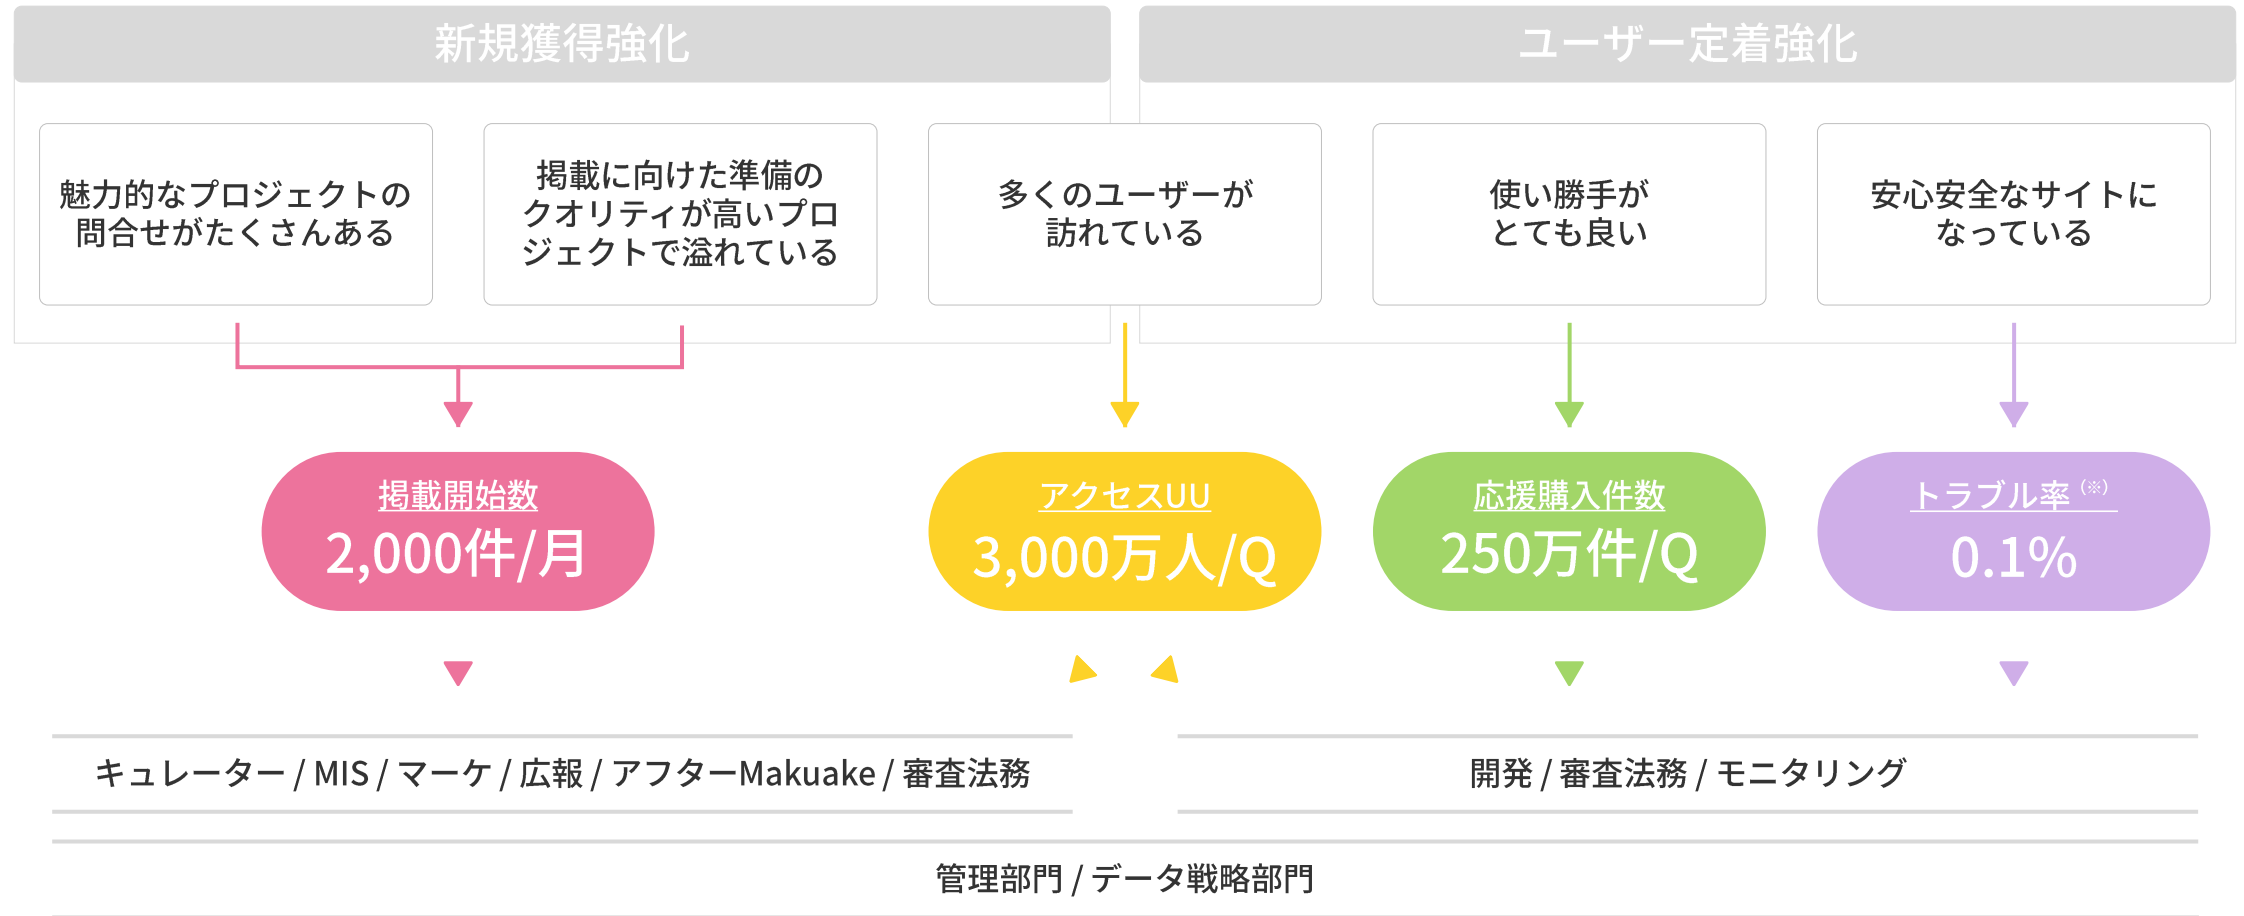 新規獲得強化
ユーザー定着強化
魅力的なプロジェクトの
問合せがたくさんある
掲載に向けた準備の
クオリティが高いプロ
ジェクトで溢れている
多くのユーザーが
訪れている
使い勝手が
とても良い
安心安全なサイトに
なっている
掲載開始数
2,000件/月
アクセスUU
3,000万人/Q
応援購入件数
250万件/Q
トラブル率(※)
0.1%
キュレーター / MIS / マーケ / 広報 / アフターMakuake / 審査法務
開発 / 審査法務 / モニタリング
管理部門 / データ戦略部門